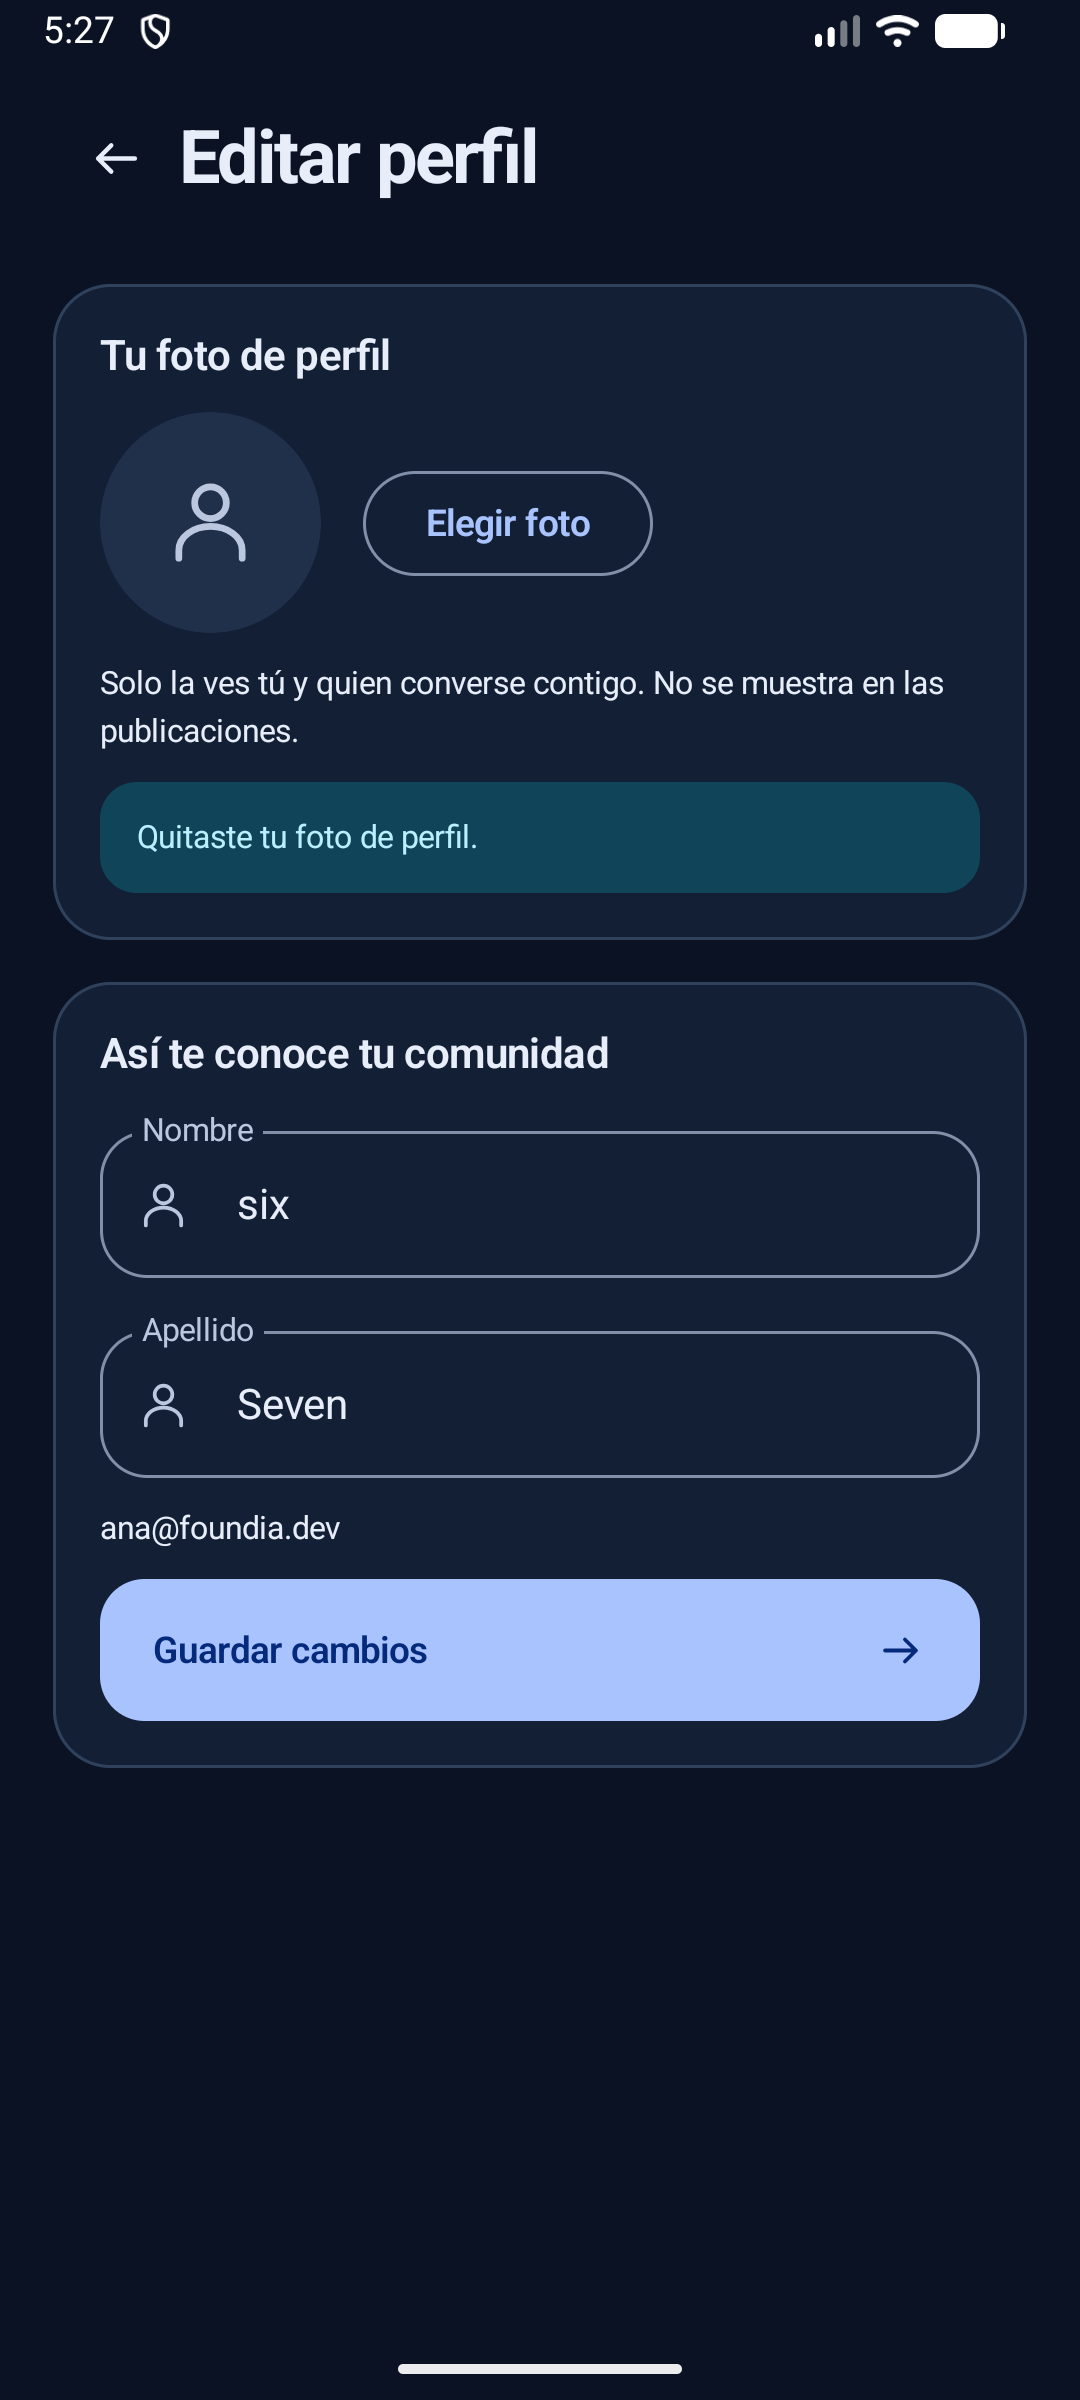 5:27
Editar perfil
Tu foto de perfil
Elegir foto
Solo la ves tú y quien converse contigo. No se muestra en las
publicaciones.
Quitaste tu foto de perfil.
Así te conoce tu comunidad
Nombre
six
Apellido
Seven
ana@foundia.dev
Guardar cambios